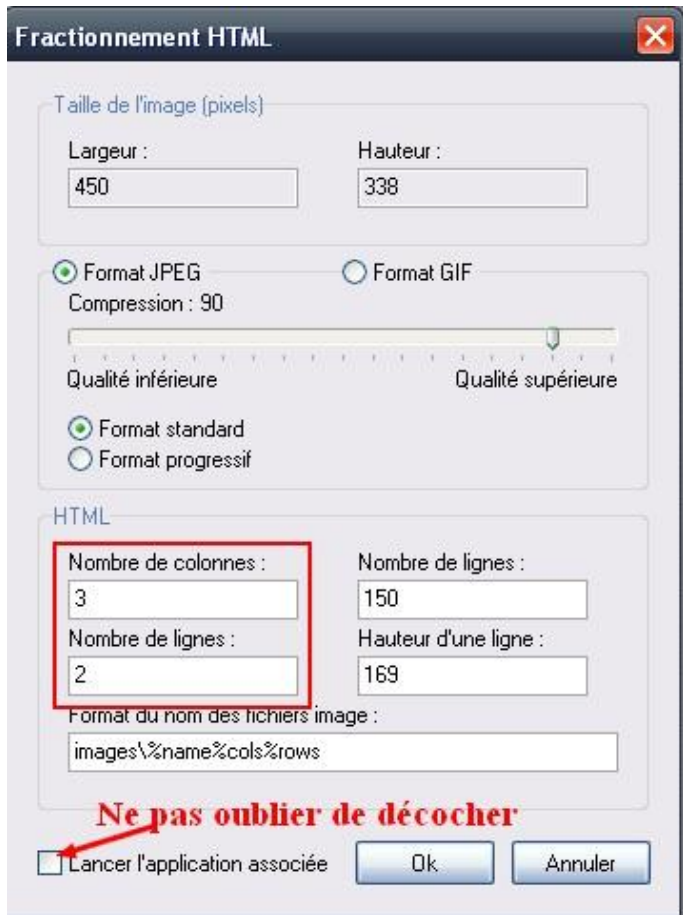 Fractionnement HTML
Taille de l'image (pixels)
Largeur :
Hauteur :
450
338
Format JPEG
Format GIF
Compression : 90
Qualité inférieure
Qualité supérieure
Format standard
Format progressif
HTML
Nombre de colonnes :
Nombre de lignes :
3
150
Nombre de lignes :
Hauteur d'une ligne :
2
169
Format du nom des fichiers image :
images\%name%cols%rows
Ne pas oublier de décocher
Lancer l'application associée
Ok
Annuler